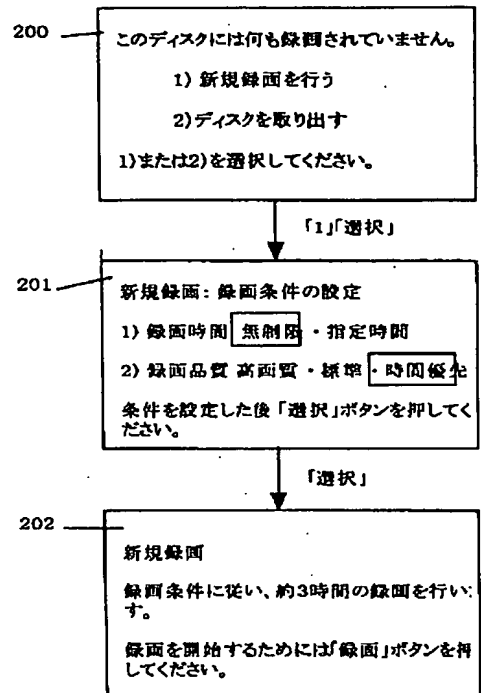 200
このディスクには何も録画されていません。
1) 新規録画を行う
2)ディスクを取り出す
1)または2)を選択してください。
「1」「選択」
201
新規録画: 録画条件の設定
1) 録画時間 無制限・指定時間
2) 録画品質 高画質・標準・時間優先
条件を設定した後「選択」ボタンを押してく
ださい。
「選択」
202
新規録画
録画条件に従い、約3時間の録画を行い
す。
録画を開始するためには「録画」ボタンを押
してください。